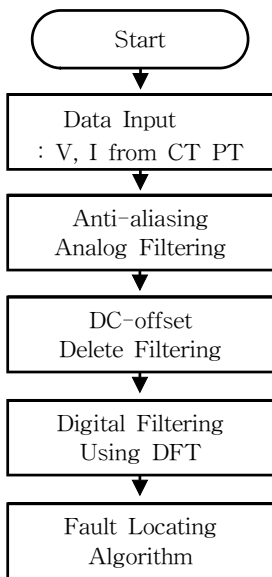 Start
Data Input
: V, I from CT PT
Anti-aliasing
Analog Filtering
DC-offset
Delete Filtering
Digital Filtering
Using DFT
Fault Locating
Algorithm